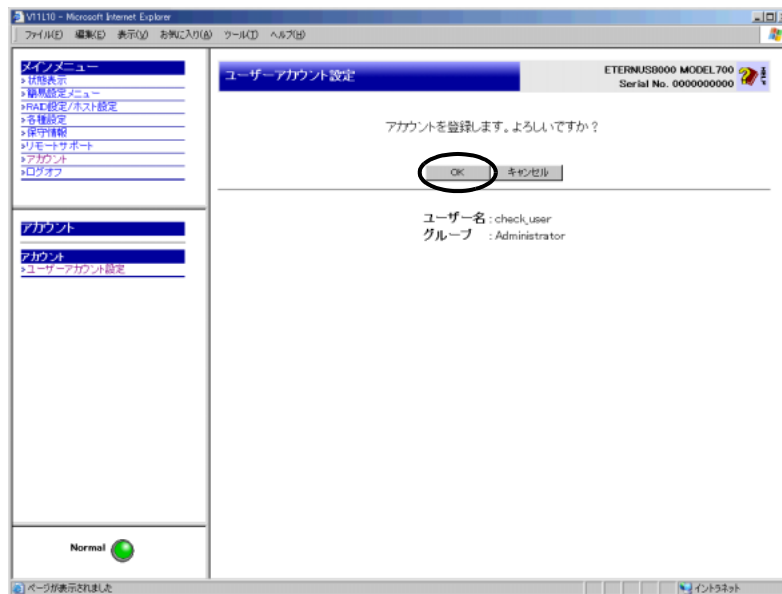 V11L10 - Microsoft Internet Explorer
ファイル(F) 編集(E) 表示(V) お気に入り(A) ツール(T) ヘルプ(H)
メインメニュー
»状態表示
»簡易設定メニュー
»RAID設定/ホスト設定
»各種設定
»保守情報
»リモートサポート
»アカウント
»ログオフ
アカウント
アカウント
»ユーザーアカウント設定
Normal
ユーザーアカウント設定
ETERNUS8000 MODEL700
Serial No. 0000000000
アカウントを登録します。よろしいですか？
OK キャンセル
ユーザー名 : check_user
グループ : Administrator
ページが表示されました
イントラネット